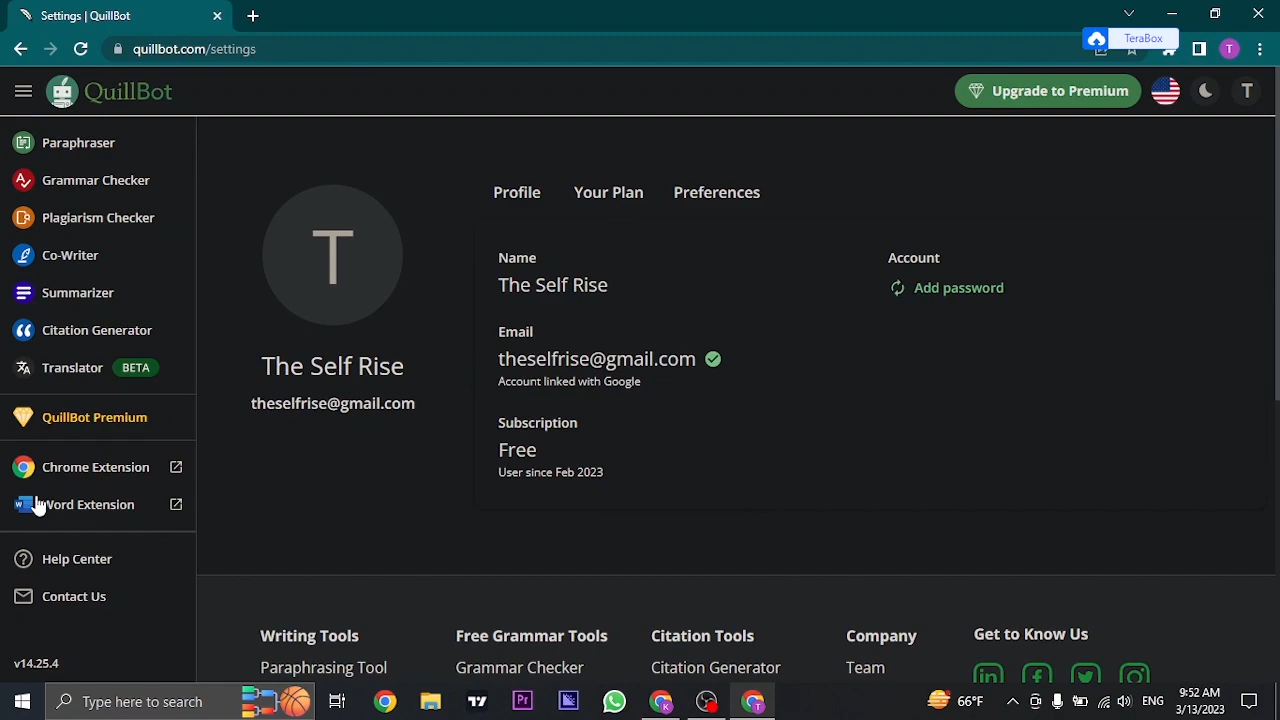 Settings | QuillBot
quillbot.com/settings
TeraBox
T
QuillBot
Upgrade to Premium
T
Paraphraser
Grammar Checker
Plagiarism Checker
Co-Writer
Summarizer
Citation Generator
Translator BETA
QuillBot Premium
Chrome Extension
Word Extension
Help Center
Contact Us
v14.25.4
T
The Self Rise
theselfrise@gmail.com
Profile Your Plan Preferences
Name
The Self Rise
Email
theselfrise@gmail.com
Account linked with Google
Subscription
Free
User since Feb 2023
Account
Add password
Writing Tools
Paraphrasing Tool
Free Grammar Tools
Grammar Checker
Citation Tools
Citation Generator
Company
Team
Get to Know Us
Type here to search
Pr
K
T
66°F
ENG
9:52 AM
3/13/2023